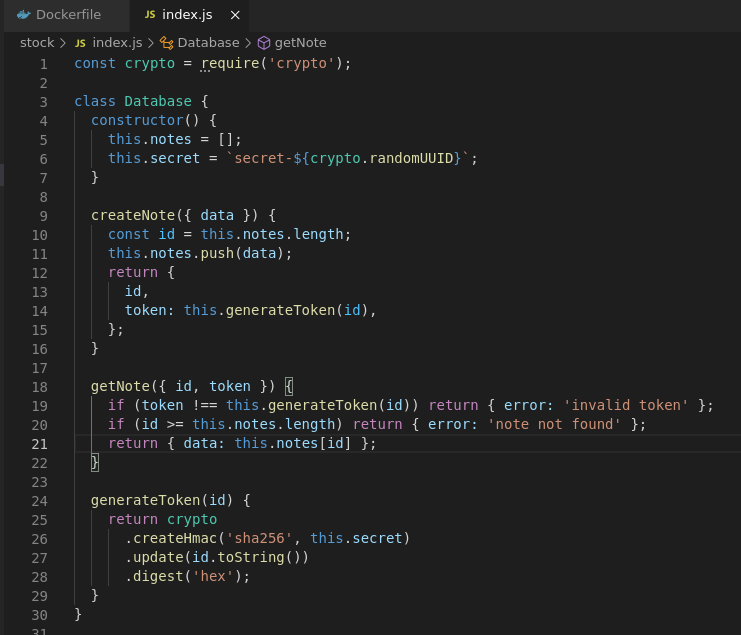 Dockerfile JS index.js ×
stock > JS index.js > Database > getNote
1 const crypto = require('crypto');
2
3 class Database {
4   constructor() {
5     this.notes = [];
6     this.secret = `secret-${crypto.randomUUID}`;
7   }
8
9   createNote({ data }) {
10     const id = this.notes.length;
11     this.notes.push(data);
12     return {
13       id,
14       token: this.generateToken(id),
15     };
16   }
17
18   getNote({ id, token }) {
19     if (token !== this.generateToken(id)) return { error: 'invalid token' };
20     if (id >= this.notes.length) return { error: 'note not found' };
21     return { data: this.notes[id] };
22   }
23
24   generateToken(id) {
25     return crypto
26       .createHmac('sha256', this.secret)
27       .update(id.toString())
28       .digest('hex');
29   }
30 }
31